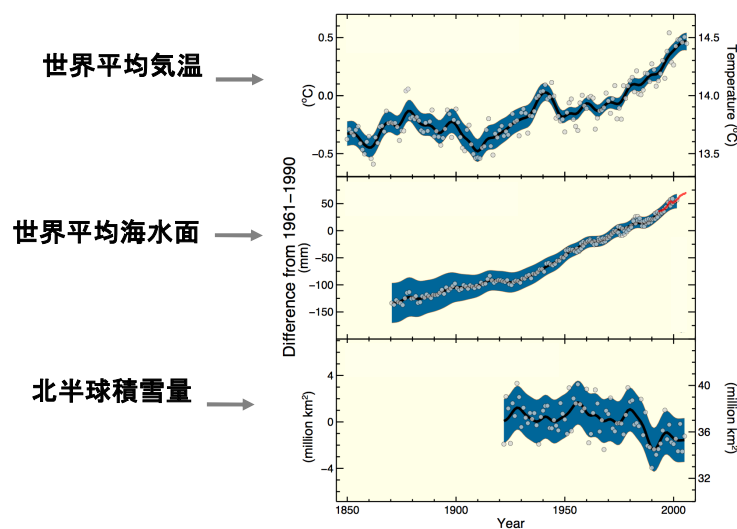 世界平均気温
世界平均海水面
北半球積雪量
Difference from 1961–1990
(°C)
0.5
0.0
−0.5
Temperature (°C)
14.5
14.0
13.5
(mm)
50
0
−50
−100
−150
(million km²)
4
0
−4
(million km²)
40
36
32
1850
1900
1950
2000
Year